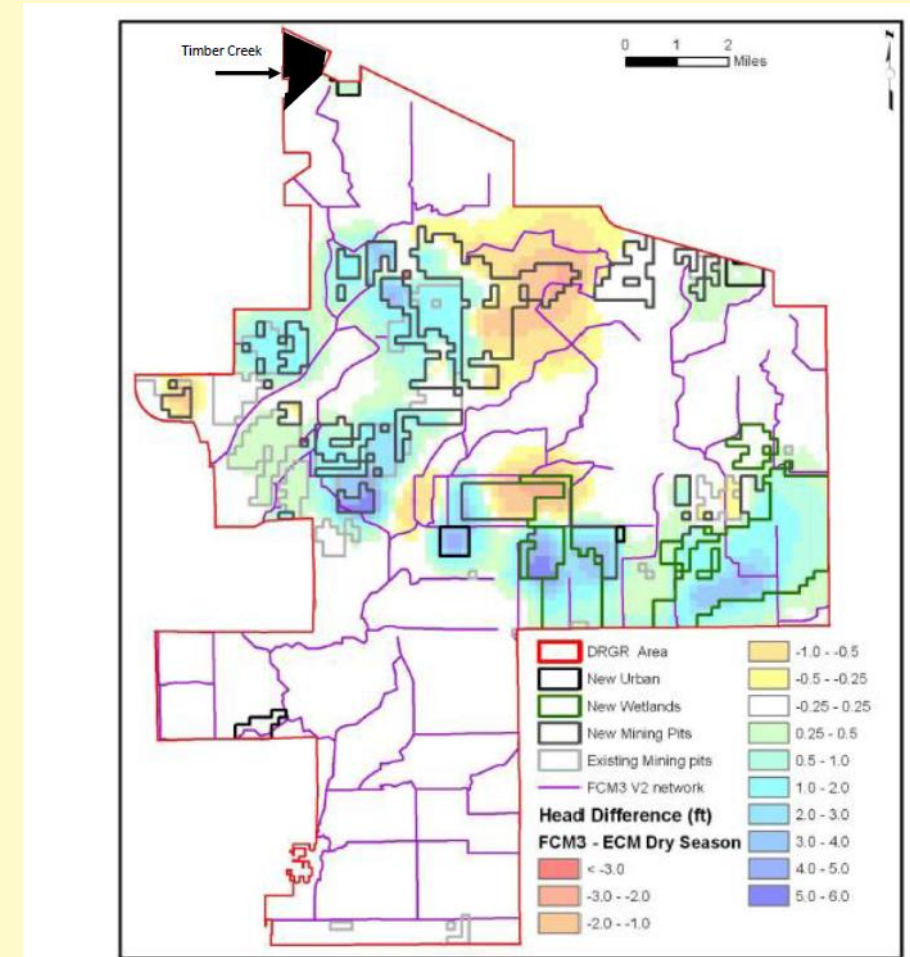 Timber Creek
0 1 2
Miles
N
DRGR Area
New Urban
New Wetlands
New Mining Pits
Existing Mining pits
FCM3 V2 network
Head Difference (ft)
FCM3 - ECM Dry Season
< -3.0
-3.0 - -2.0
-2.0 - -1.0
-1.0 - -0.5
-0.5 - -0.25
-0.25 - 0.25
0.25 - 0.5
0.5 - 1.0
1.0 - 2.0
2.0 - 3.0
3.0 - 4.0
4.0 - 5.0
5.0 - 6.0